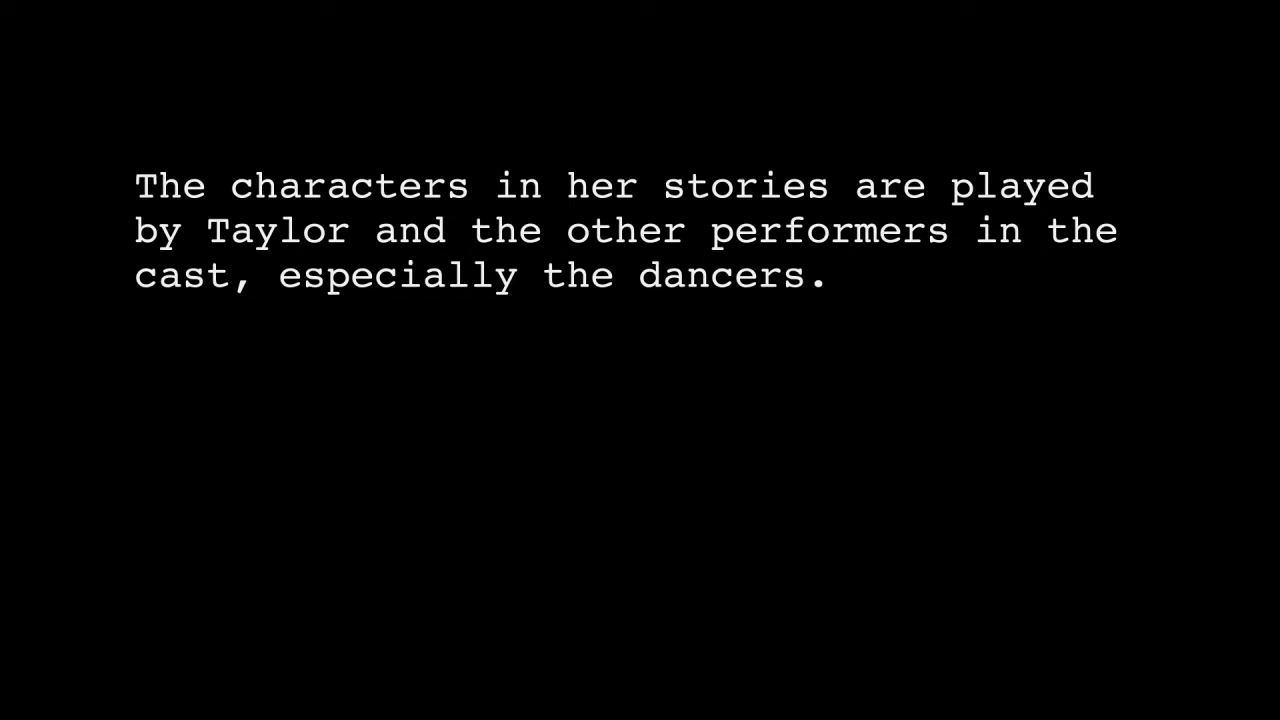 The characters in her stories are played
by Taylor and the other performers in the
cast, especially the dancers.